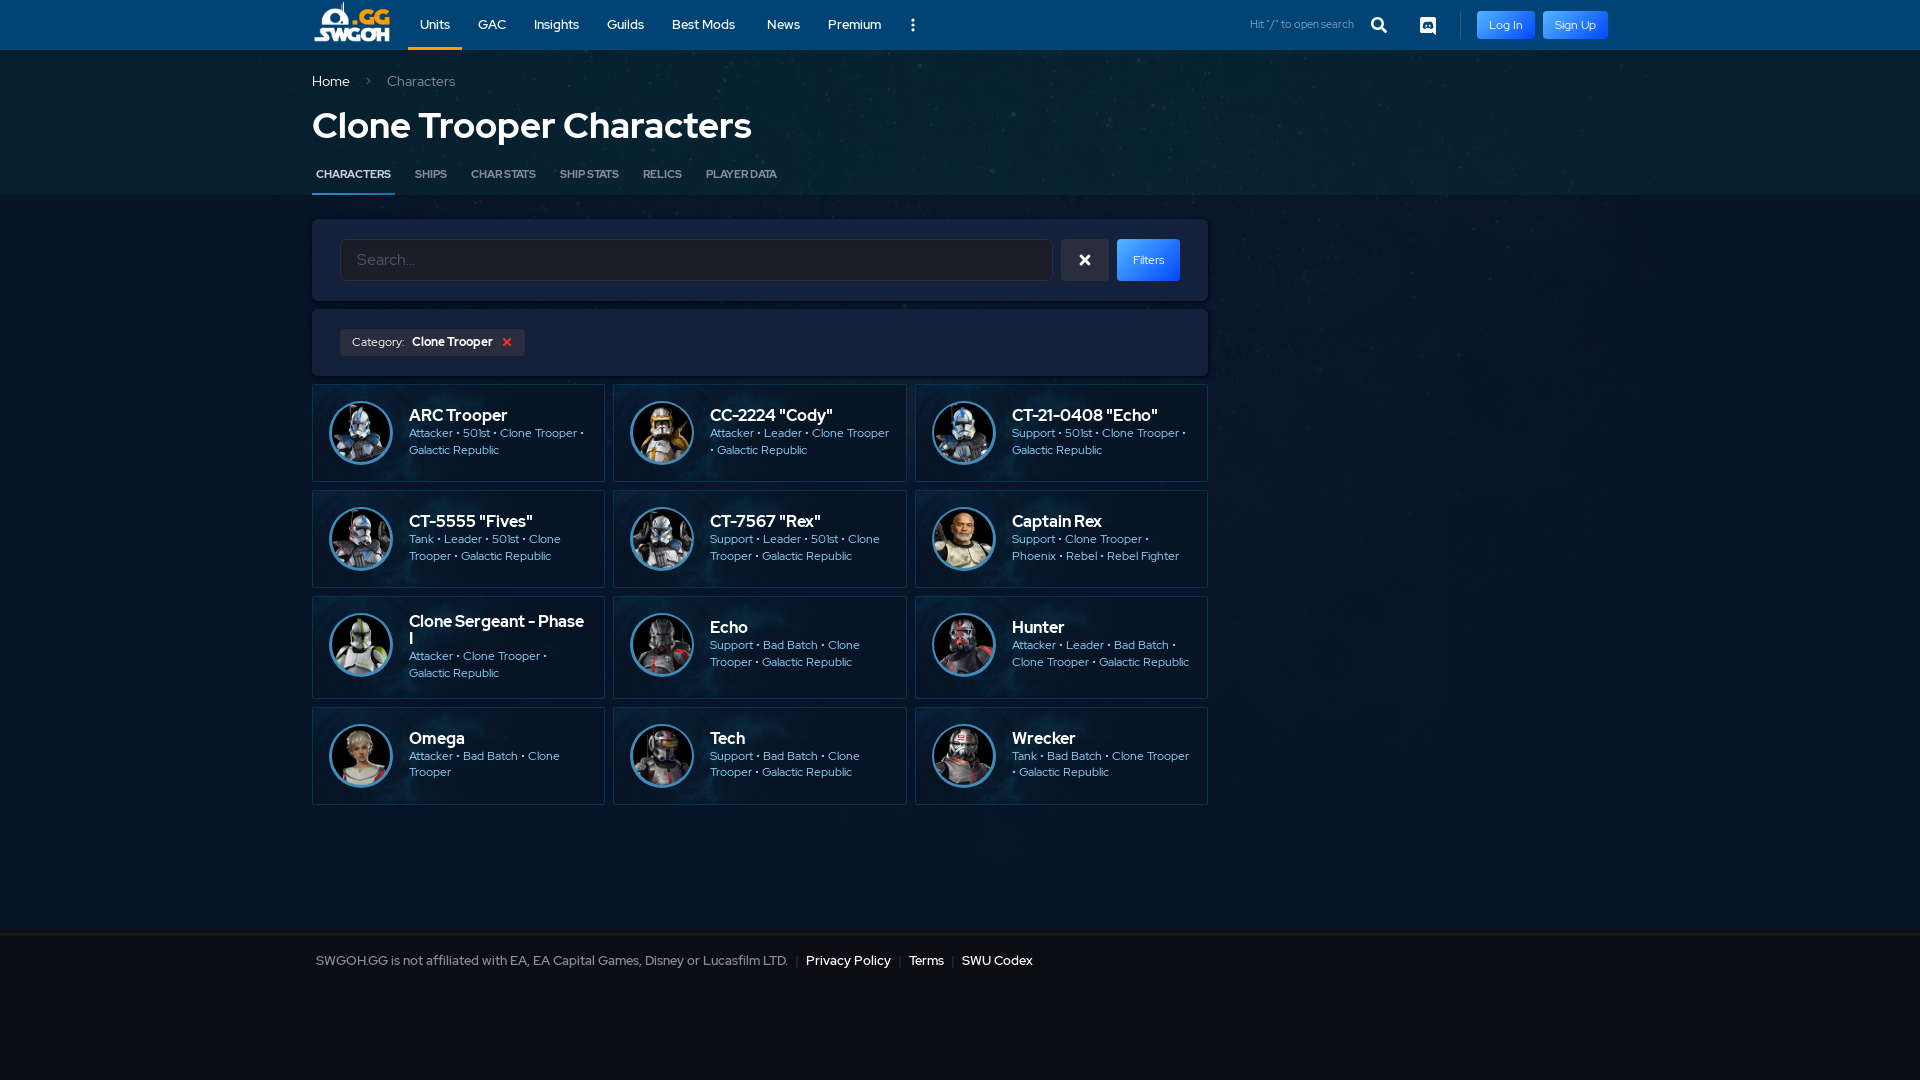 .GG
SWGOH
Units
GAC
Insights
Guilds
Best Mods
News
Premium
Hit "/" to open search
Log In
Sign Up
Home
Characters
Clone Trooper Characters
CHARACTERS
SHIPS
CHAR STATS
SHIP STATS
RELICS
PLAYER DATA
Search...
Filters
Category: Clone Trooper
ARC Trooper
Attacker • 501st • Clone Trooper •
Galactic Republic
CC-2224 "Cody"
Attacker • Leader • Clone Trooper
• Galactic Republic
CT-21-0408 "Echo"
Support • 501st • Clone Trooper •
Galactic Republic
CT-5555 "Fives"
Tank • Leader • 501st • Clone
Trooper • Galactic Republic
CT-7567 "Rex"
Support • Leader • 501st • Clone
Trooper • Galactic Republic
Captain Rex
Support • Clone Trooper •
Phoenix • Rebel • Rebel Fighter
Clone Sergeant - Phase
I
Attacker • Clone Trooper •
Galactic Republic
Echo
Support • Bad Batch • Clone
Trooper • Galactic Republic
Hunter
Attacker • Leader • Bad Batch •
Clone Trooper • Galactic Republic
Omega
Attacker • Bad Batch • Clone
Trooper
Tech
Support • Bad Batch • Clone
Trooper • Galactic Republic
Wrecker
Tank • Bad Batch • Clone Trooper
• Galactic Republic
SWGOH.GG is not affiliated with EA, EA Capital Games, Disney or Lucasfilm LTD. | Privacy Policy | Terms | SWU Codex